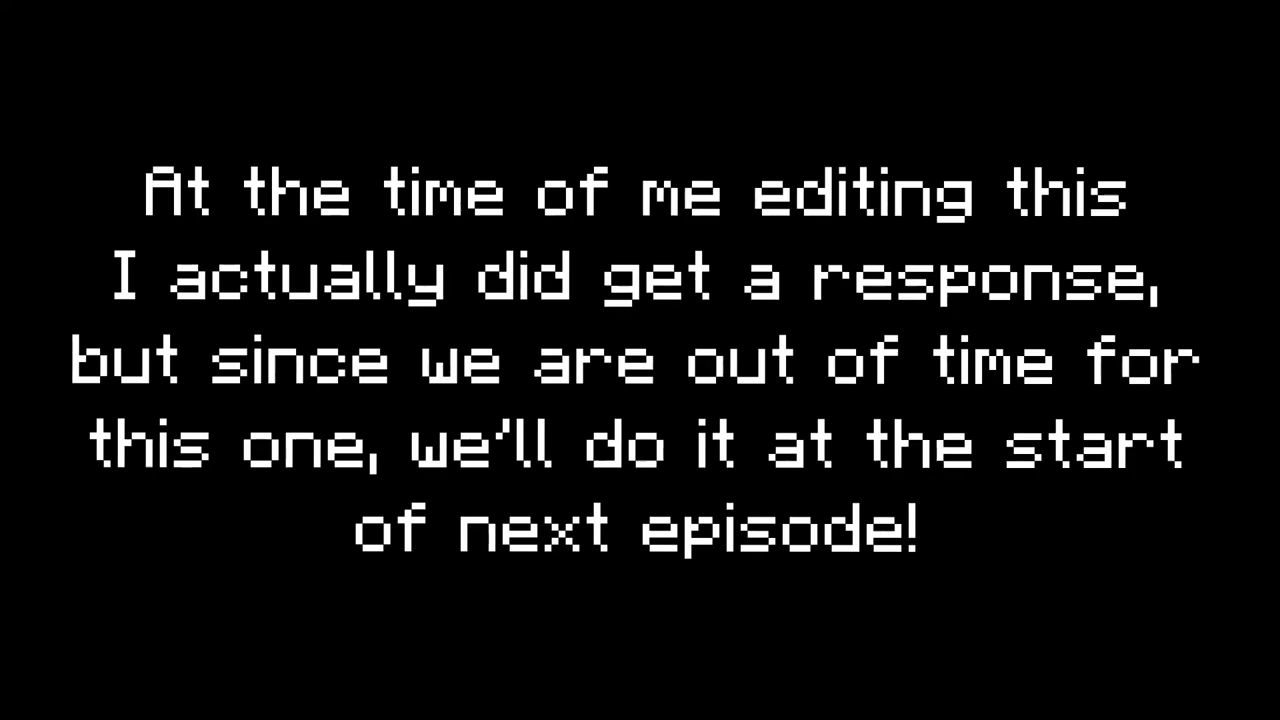 At the time of me editing this
I actually did get a response,
but since we are out of time for
this one, we'll do it at the start
of next episode!